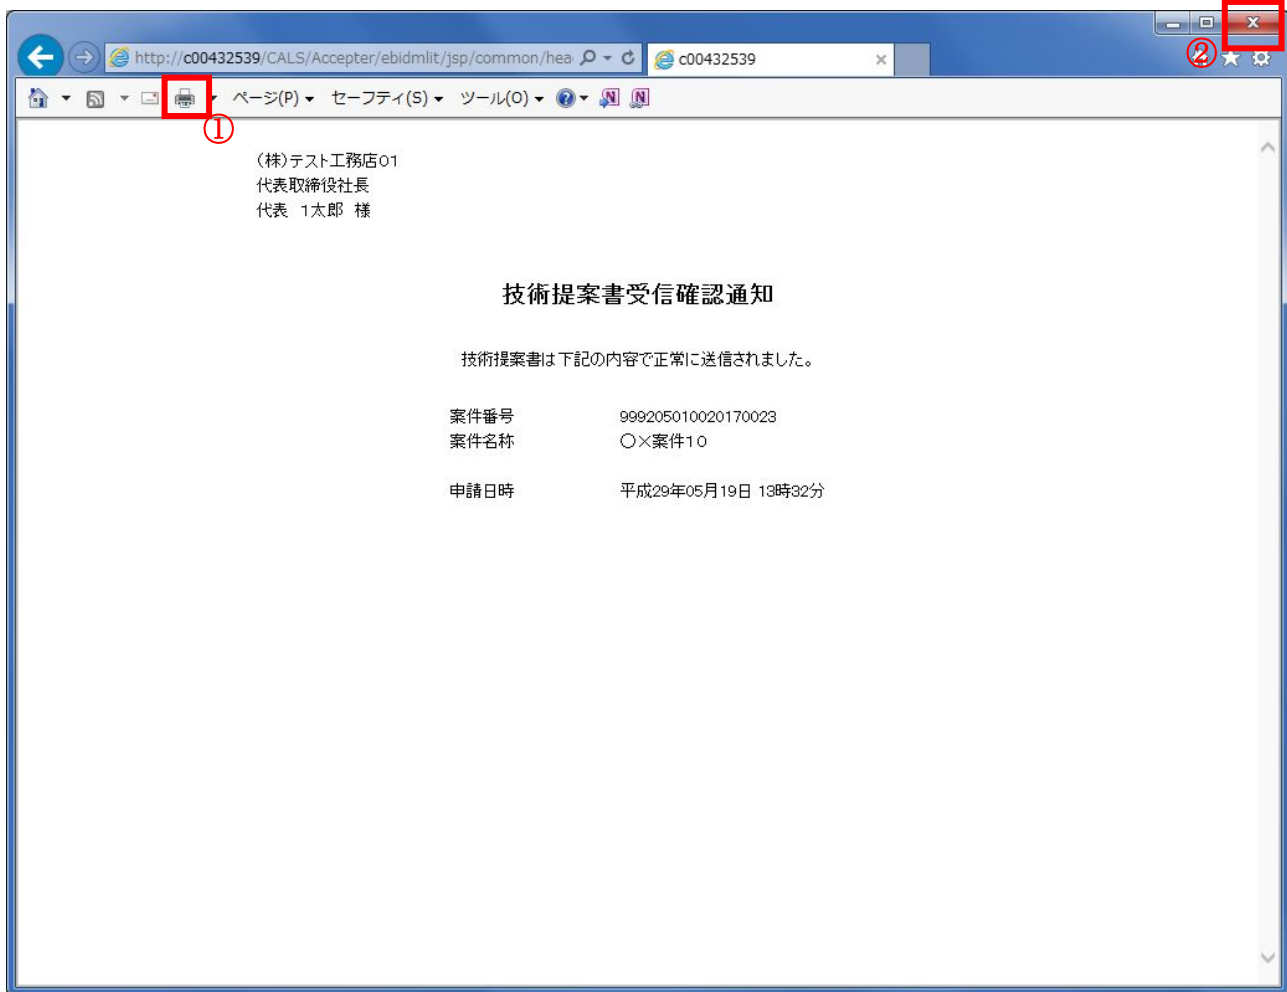 ②
http://c00432539/CALS/Accepter/ebidmlit/jsp/common/hea
c00432539
ページ(P) セーフティ(S) ツール(O)
①
(株)テスト工務店01
代表取締役社長
代表 1太郎 様
技術提案書受信確認通知
技術提案書は下記の内容で正常に送信されました。
案件番号 999205010020170023
案件名称 ○×案件10
申請日時 平成29年05月19日 13時32分